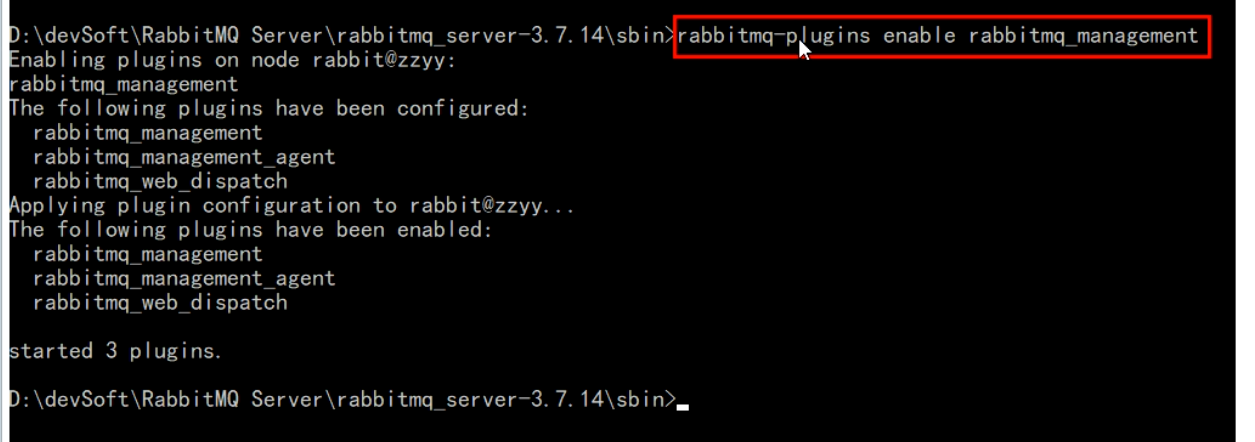 D:\devSoft\RabbitMQ Server\rabbitmq_server-3.7.14\sbin>rabbitmq-plugins enable rabbitmq_management
Enabling plugins on node rabbit@zzyy:
rabbitmq_management
The following plugins have been configured:
  rabbitmq_management
  rabbitmq_management_agent
  rabbitmq_web_dispatch
Applying plugin configuration to rabbit@zzyy...
The following plugins have been enabled:
  rabbitmq_management
  rabbitmq_management_agent
  rabbitmq_web_dispatch
started 3 plugins.
D:\devSoft\RabbitMQ Server\rabbitmq_server-3.7.14\sbin>